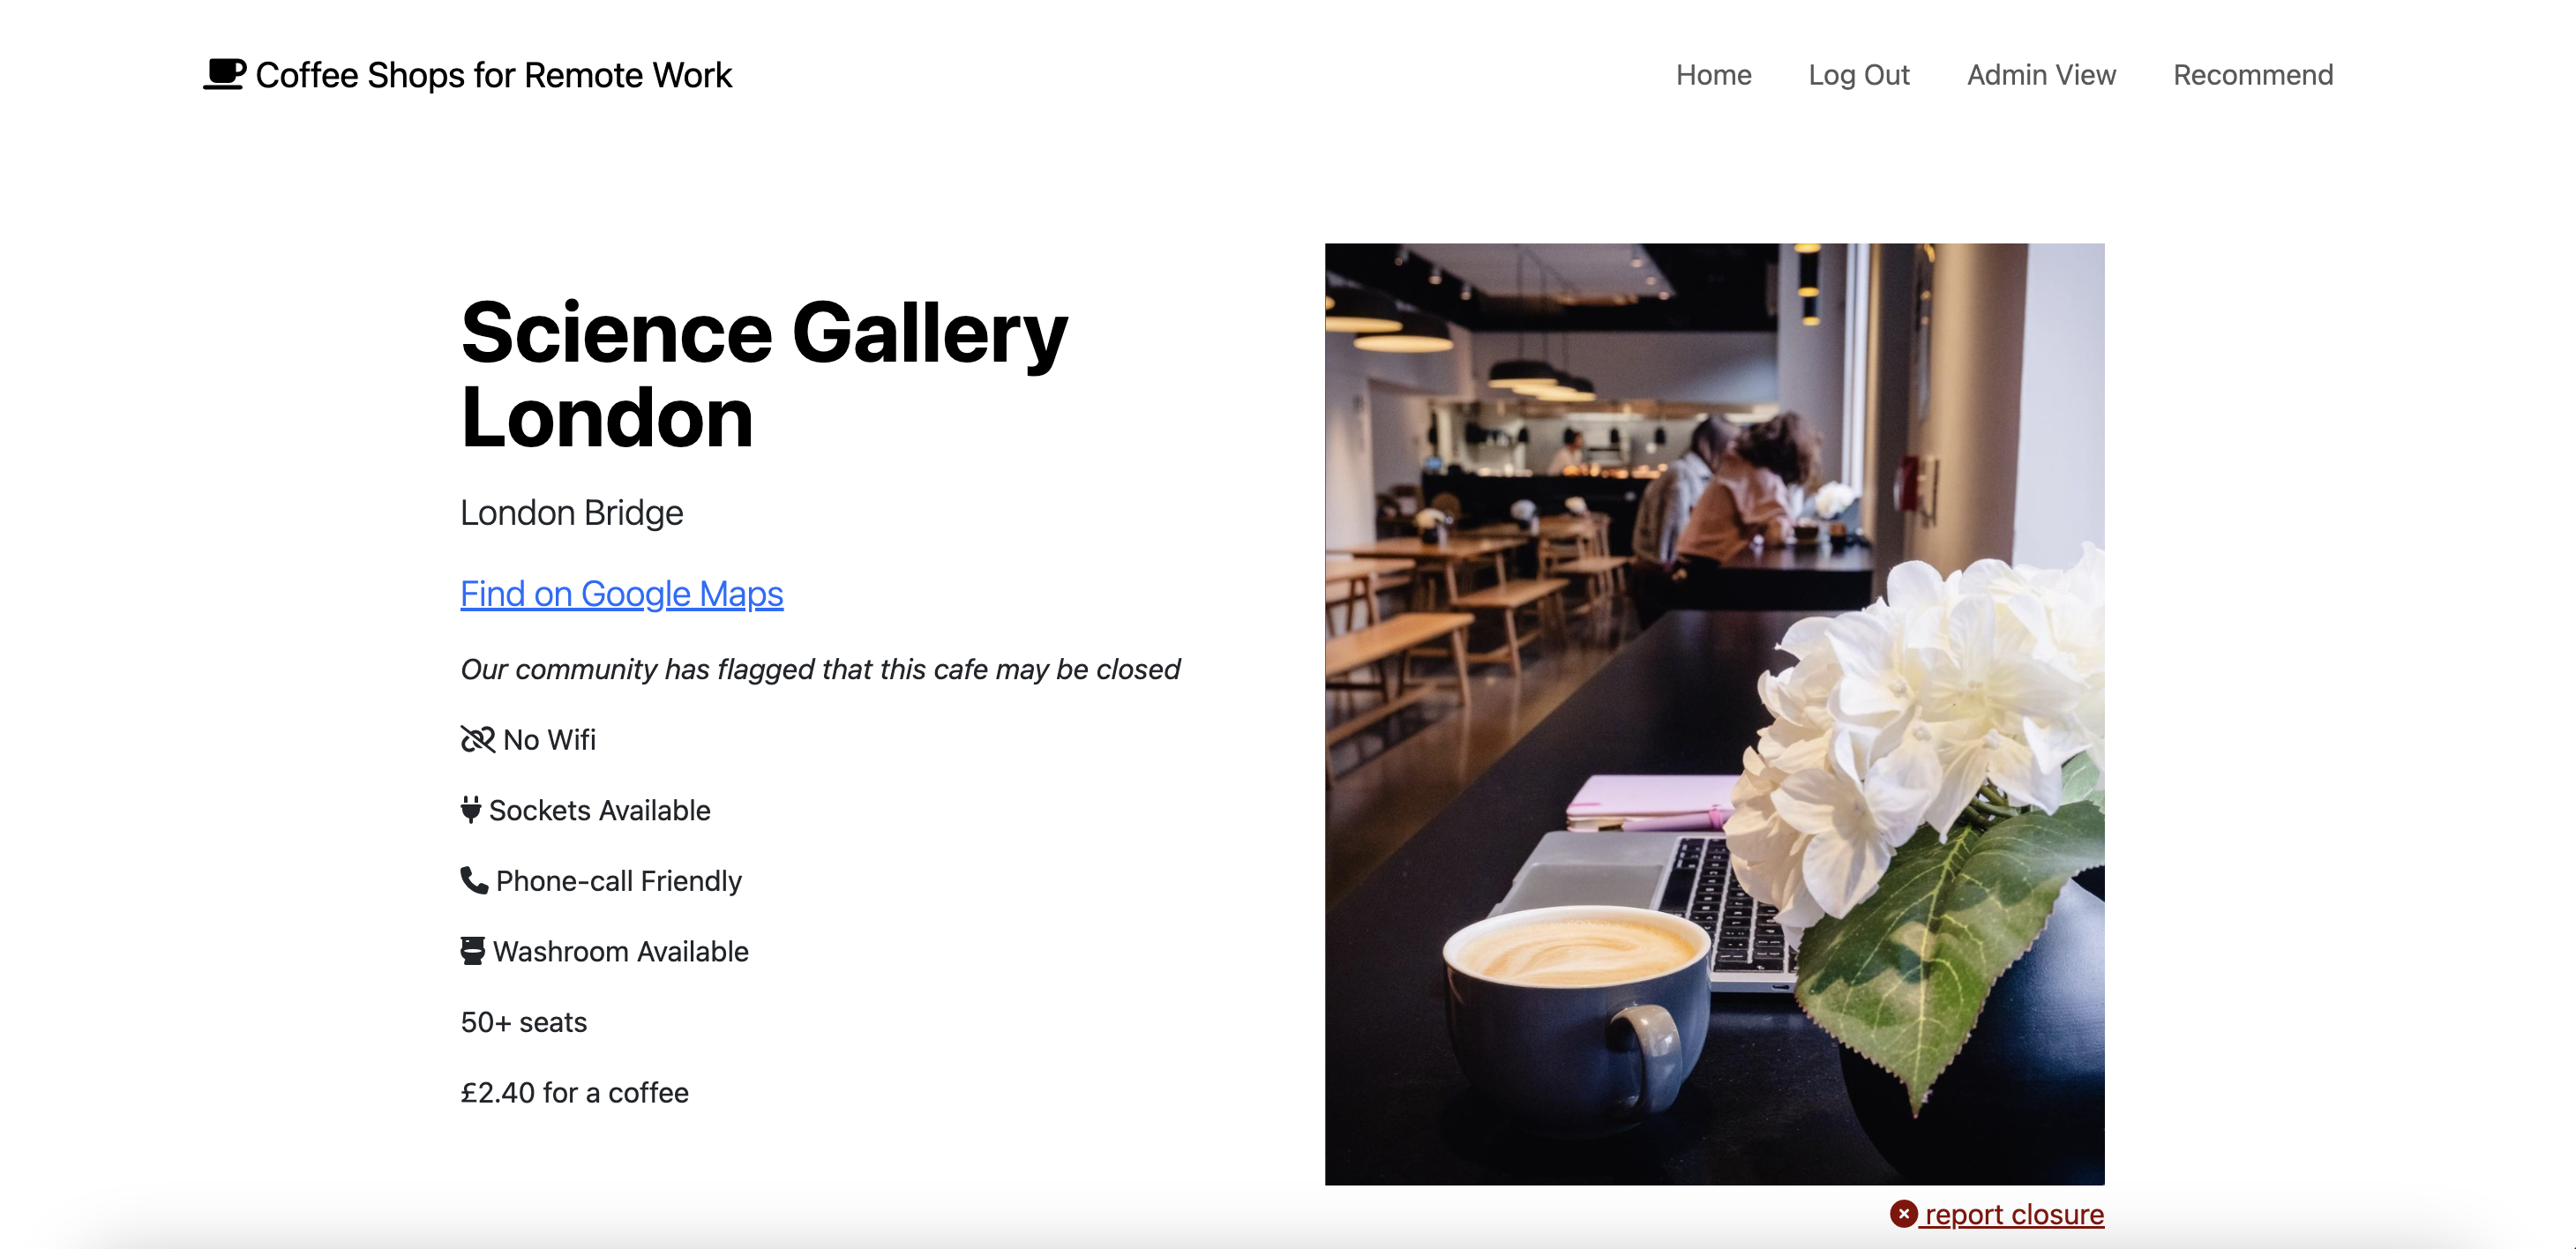 Coffee Shops for Remote Work
Home Log Out Admin View Recommend
Science Gallery
London
London Bridge
Find on Google Maps
Our community has flagged that this cafe may be closed
No Wifi
Sockets Available
Phone-call Friendly
Washroom Available
50+ seats
£2.40 for a coffee
report closure